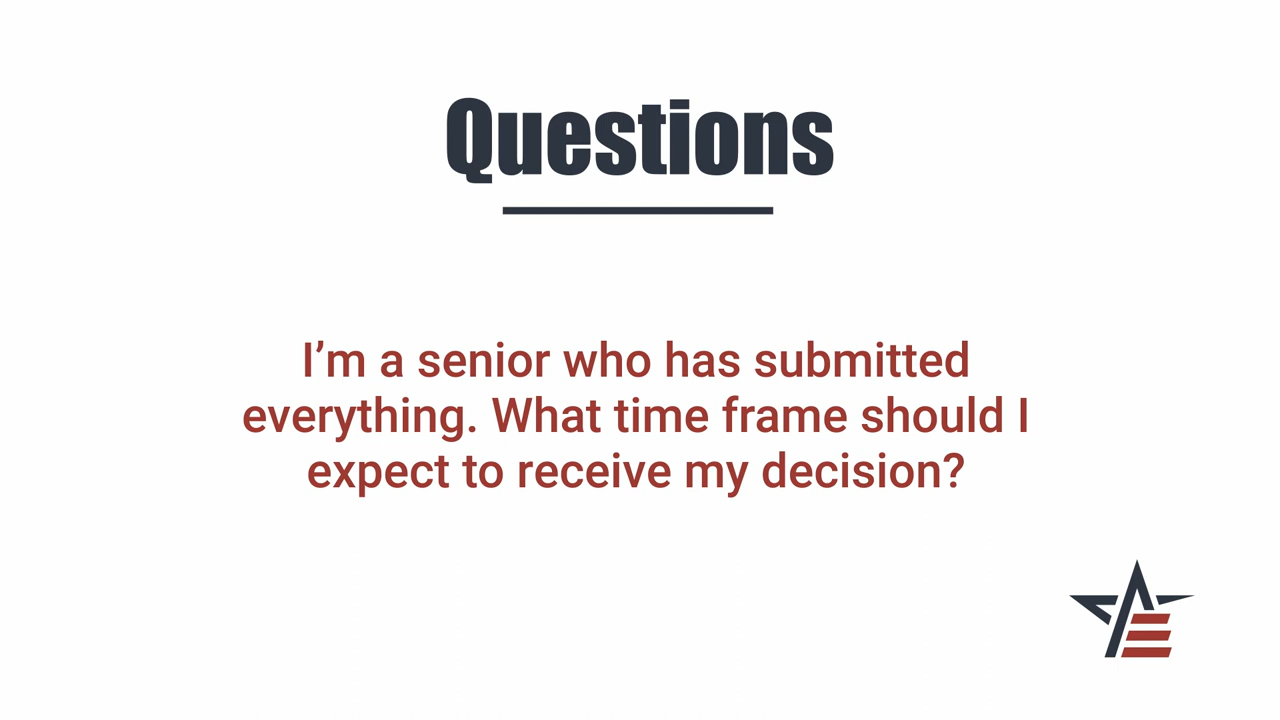 Questions
I’m a senior who has submitted
everything. What time frame should I
expect to receive my decision?